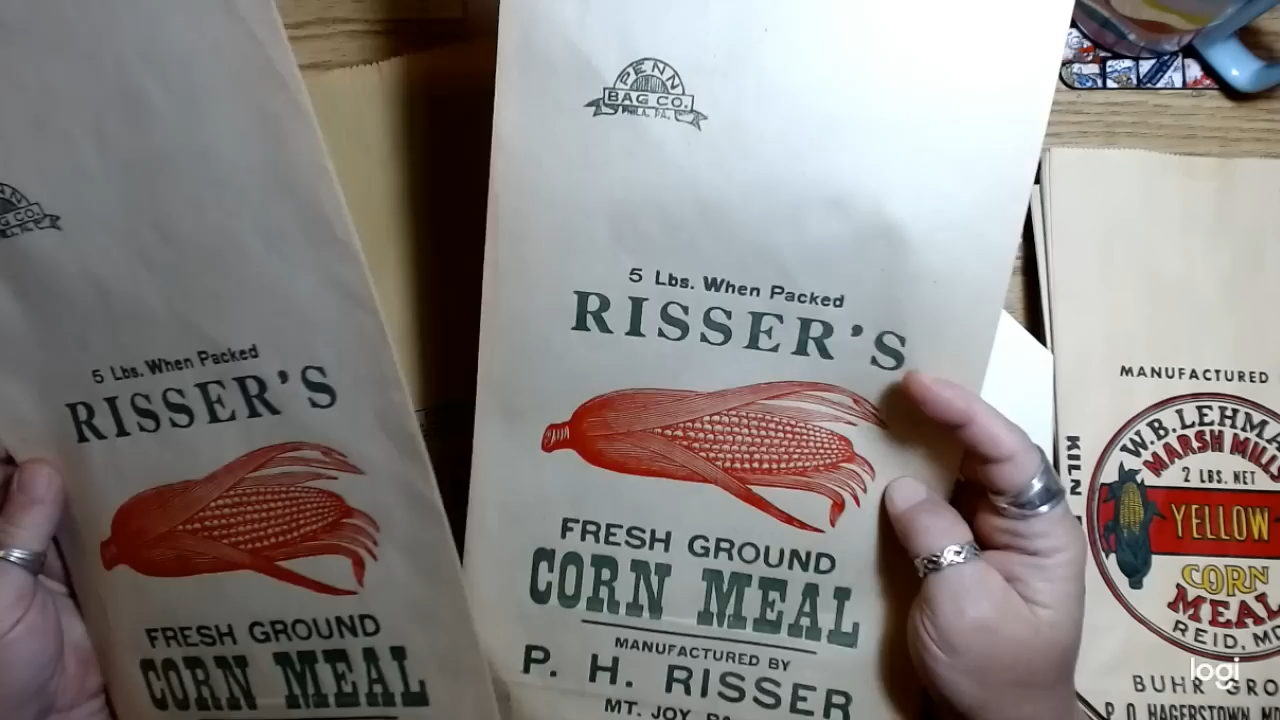 PENN
BAG CO.
PHILA. PA.
5 Lbs. When Packed
RISSER'S
FRESH GROUND
CORN MEAL
MANUFACTURED BY
P. H. RISSER
MT. JOY, PA.
G CO.
5 Lbs. When Packed
RISSER'S
FRESH GROUND
CORN MEAL
MANUFACTURED
W.B. LEHMA
MARSH MILLS
2 LBS. NET
KILN
YELLOW
CORN
MEAL
REID, MD
BUHR GRO
P O HAGERSTOWN MD
logi